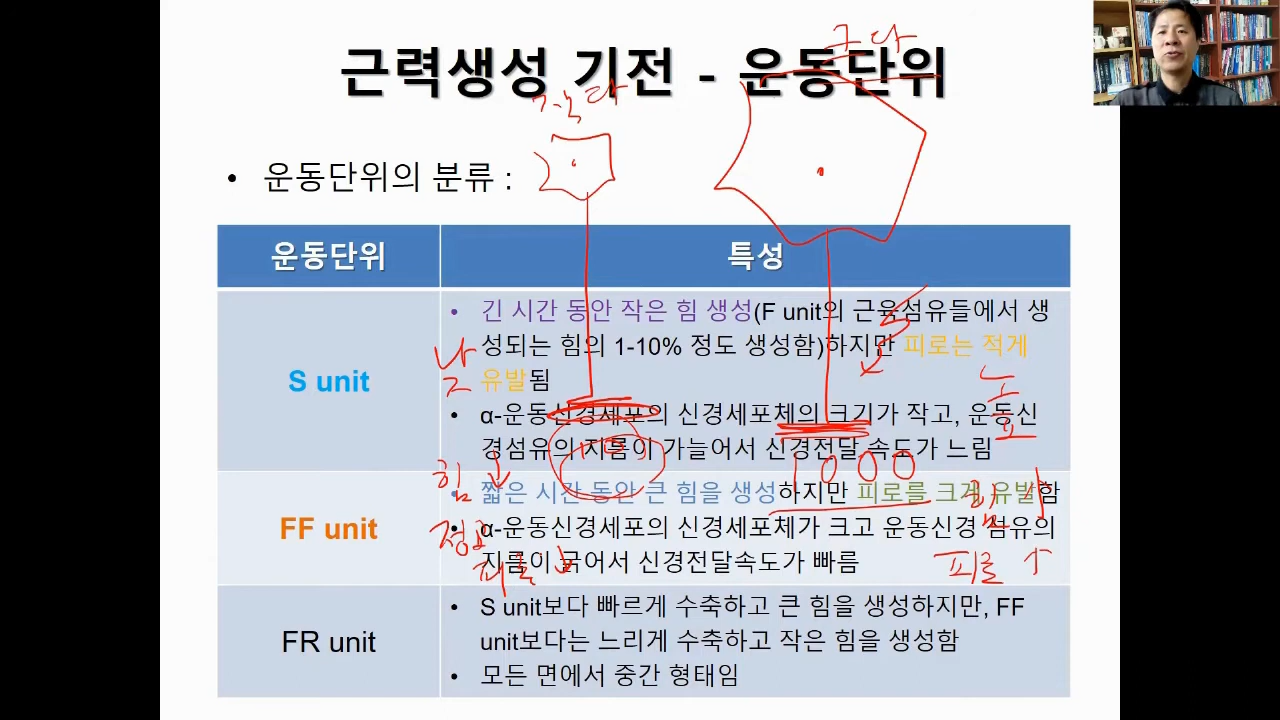 크다
근력생성 기전 - 운동단위
작다
• 운동단위의 분류 :
운동단위
특성
S unit
• 긴 시간 동안 작은 힘 생성(F unit의 근육섬유들에서 생
성되는 힘의 1-10% 정도 생성함)하지만 피로는 적게
유발됨
• α-운동신경세포의 신경세포체의 크기가 작고, 운동신
경섬유의 지름이 가늘어서 신경전달 속도가 느림
FF unit
• 짧은 시간 동안 큰 힘을 생성하지만 피로를 크게 유발함
• α-운동신경세포의 신경세포체가 크고 운동신경 섬유의
지름이 굵어서 신경전달속도가 빠름
FR unit
• S unit보다 빠르게 수축하고 큰 힘을 생성하지만, FF
unit보다는 느리게 수축하고 작은 힘을 생성함
• 모든 면에서 중간 형태임
10
1000
힘 ↓
힘 ↑
피로 ↓
피로 ↑